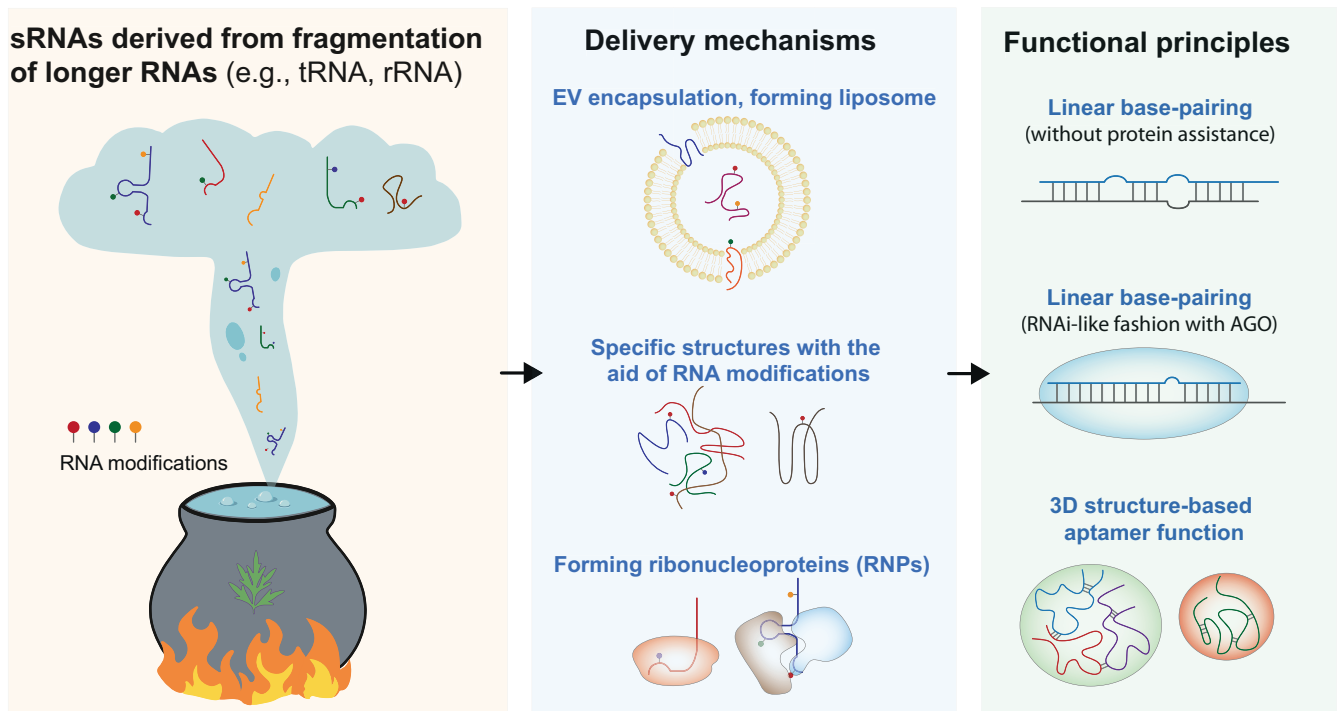 sRNAs derived from fragmentation
of longer RNAs (e.g., tRNA, rRNA)
RNA modifications
Delivery mechanisms
EV encapsulation, forming liposome
Specific structures with the
aid of RNA modifications
Forming ribonucleoproteins (RNPs)
Functional principles
Linear base-pairing
(without protein assistance)
Linear base-pairing
(RNAi-like fashion with AGO)
3D structure-based
aptamer function